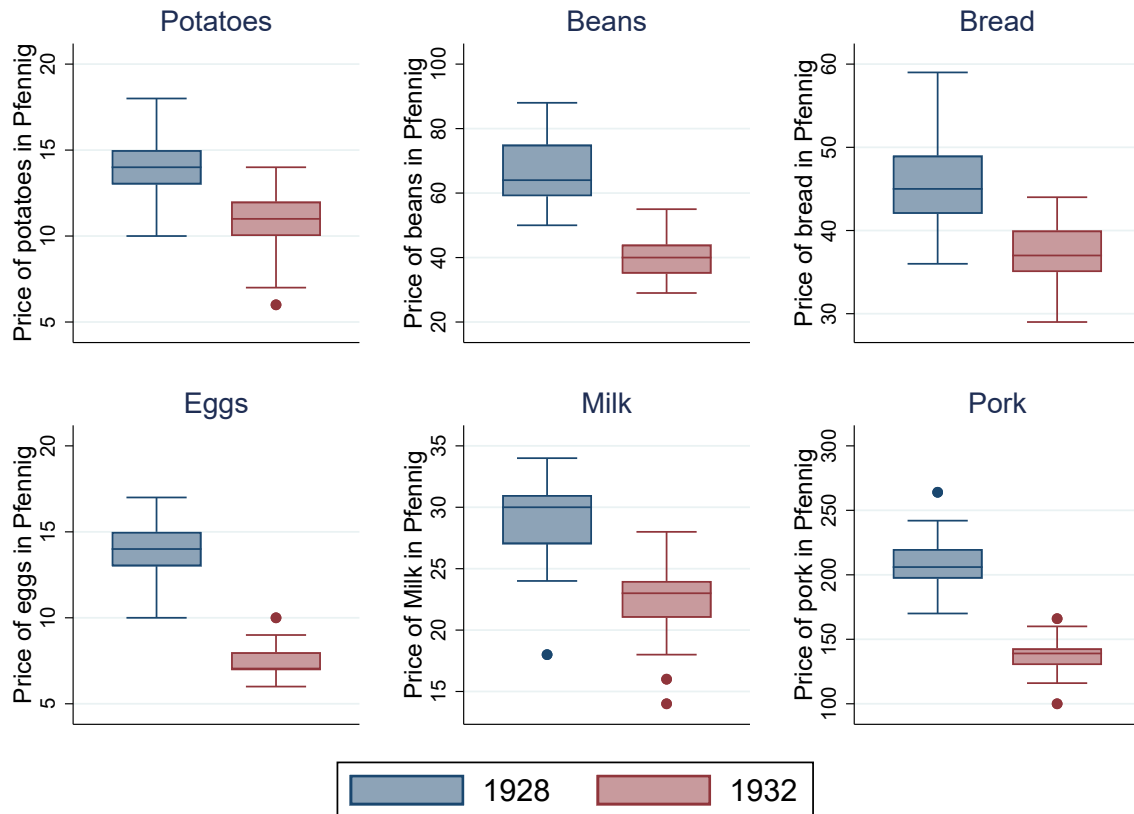 Potatoes
Price of potatoes in Pfennig
20
15
10
5
Beans
Price of beans in Pfennig
100
80
60
40
20
Bread
Price of bread in Pfennig
60
50
40
30
Eggs
Price of eggs in Pfennig
20
15
10
5
Milk
Price of Milk in Pfennig
35
30
25
20
15
Pork
Price of pork in Pfennig
300
250
200
150
100
1928
1932